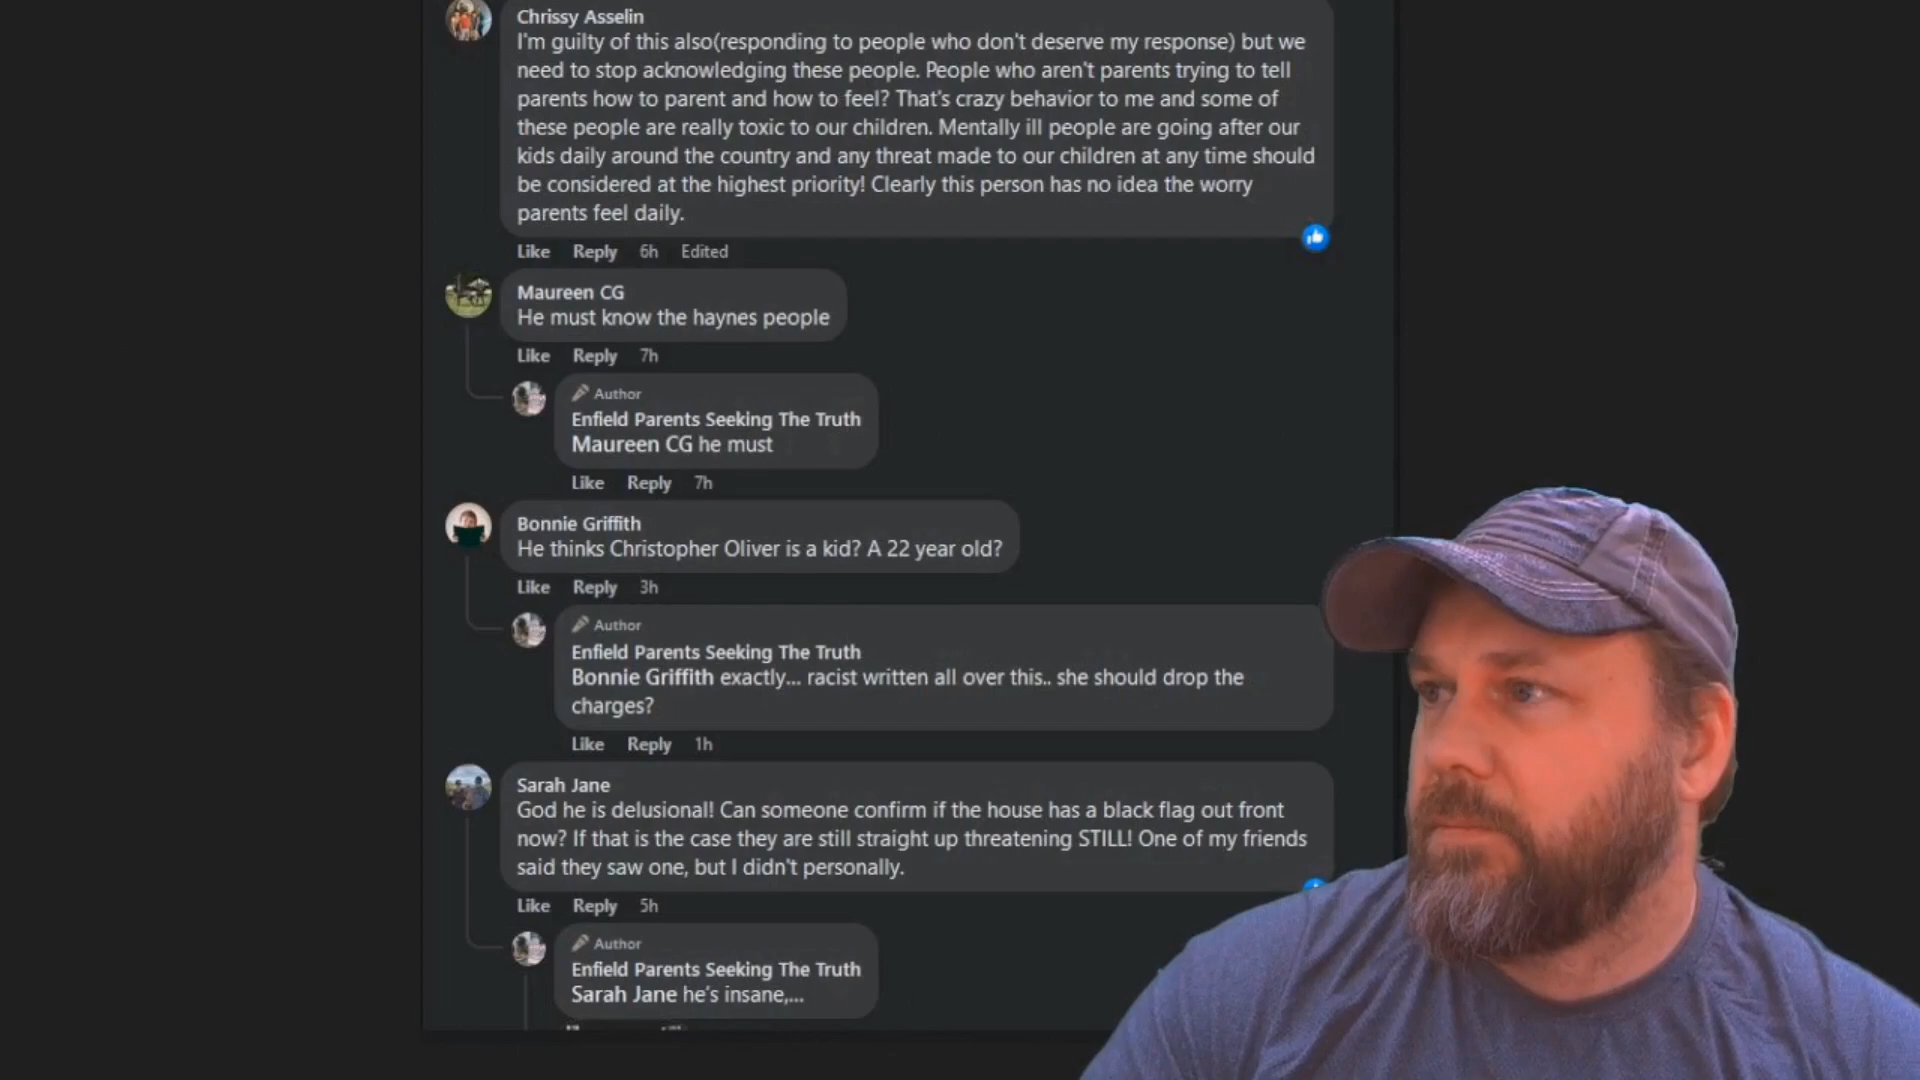 Chrissy Asselin
I'm guilty of this also(responding to people who don't deserve my response) but we
need to stop acknowledging these people. People who aren't parents trying to tell
parents how to parent and how to feel? That's crazy behavior to me and some of
these people are really toxic to our children. Mentally ill people are going after our
kids daily around the country and any threat made to our children at any time should
be considered at the highest priority! Clearly this person has no idea the worry
parents feel daily.
Like Reply 6h Edited
Maureen CG
He must know the haynes people
Like Reply 7h
Author
Enfield Parents Seeking The Truth
Maureen CG he must
Like Reply 7h
Bonnie Griffith
He thinks Christopher Oliver is a kid? A 22 year old?
Like Reply 3h
Author
Enfield Parents Seeking The Truth
Bonnie Griffith exactly... racist written all over this.. she should drop the
charges?
Like Reply 1h
Sarah Jane
God he is delusional! Can someone confirm if the house has a black flag out front
now? If that is the case they are still straight up threatening STILL! One of my friends
said they saw one, but I didn't personally.
Like Reply 5h
Author
Enfield Parents Seeking The Truth
Sarah Jane he's insane,...